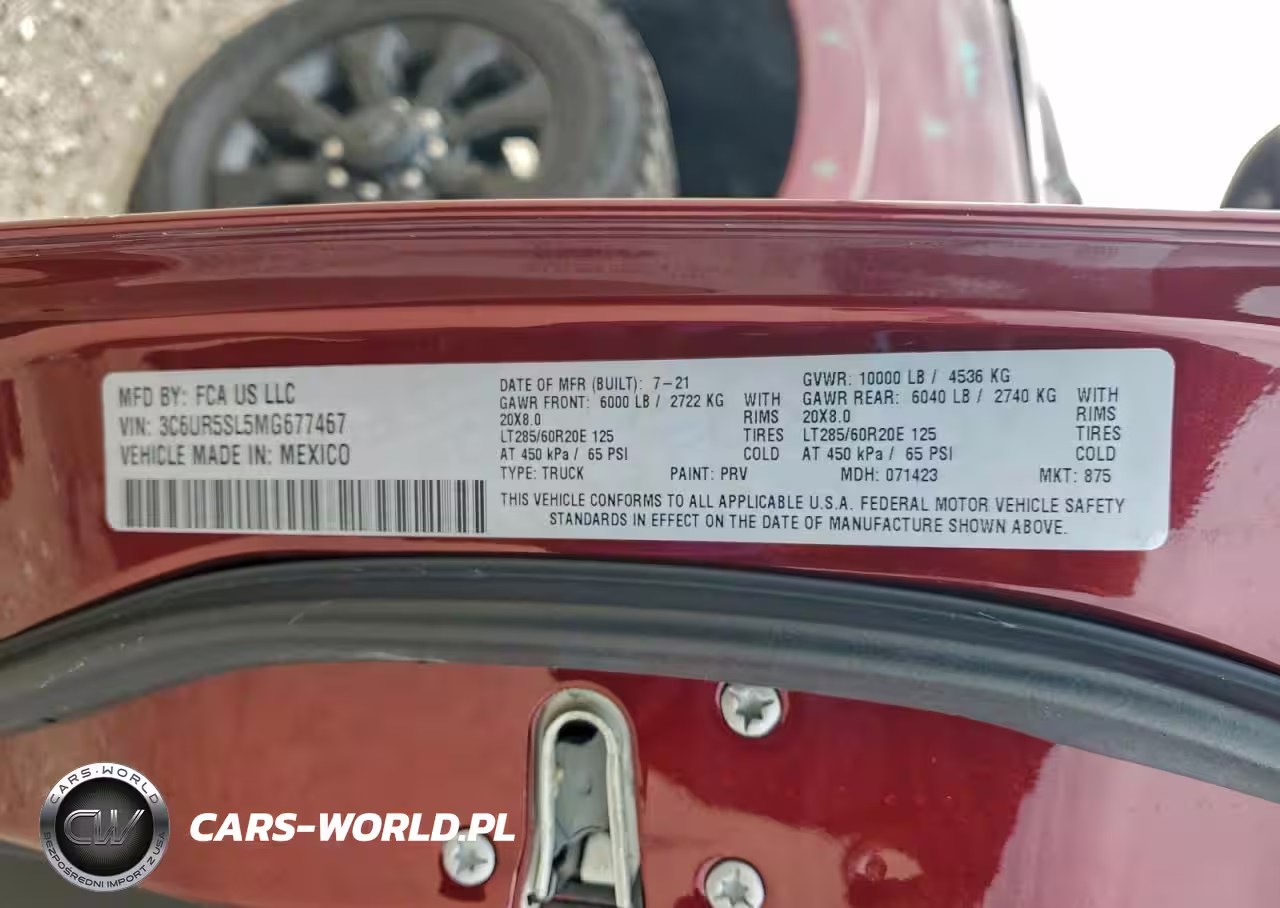 MFD BY: FCA US LLC
VIN: 3C6UR5SL5MG677467
VEHICLE MADE IN: MEXICO
DATE OF MFR (BUILT): 7-21
GAWR FRONT: 6000 LB / 2722 KG WITH
20X8.0 RIMS
LT285/60R20E 125 TIRES
AT 450 kPa / 65 PSI COLD
TYPE: TRUCK PAINT: PRV
GVWR: 10000 LB / 4536 KG
GAWR REAR: 6040 LB / 2740 KG WITH
20X8.0 RIMS
LT285/60R20E 125 TIRES
AT 450 kPa / 65 PSI COLD
MDH: 071423 MKT: 875
THIS VEHICLE CONFORMS TO ALL APPLICABLE U.S.A. FEDERAL MOTOR VEHICLE SAFETY
STANDARDS IN EFFECT ON THE DATE OF MANUFACTURE SHOWN ABOVE.
CARS·WORLD
CW
BEZPOŚREDNI IMPORT Z USA
CARS-WORLD.PL